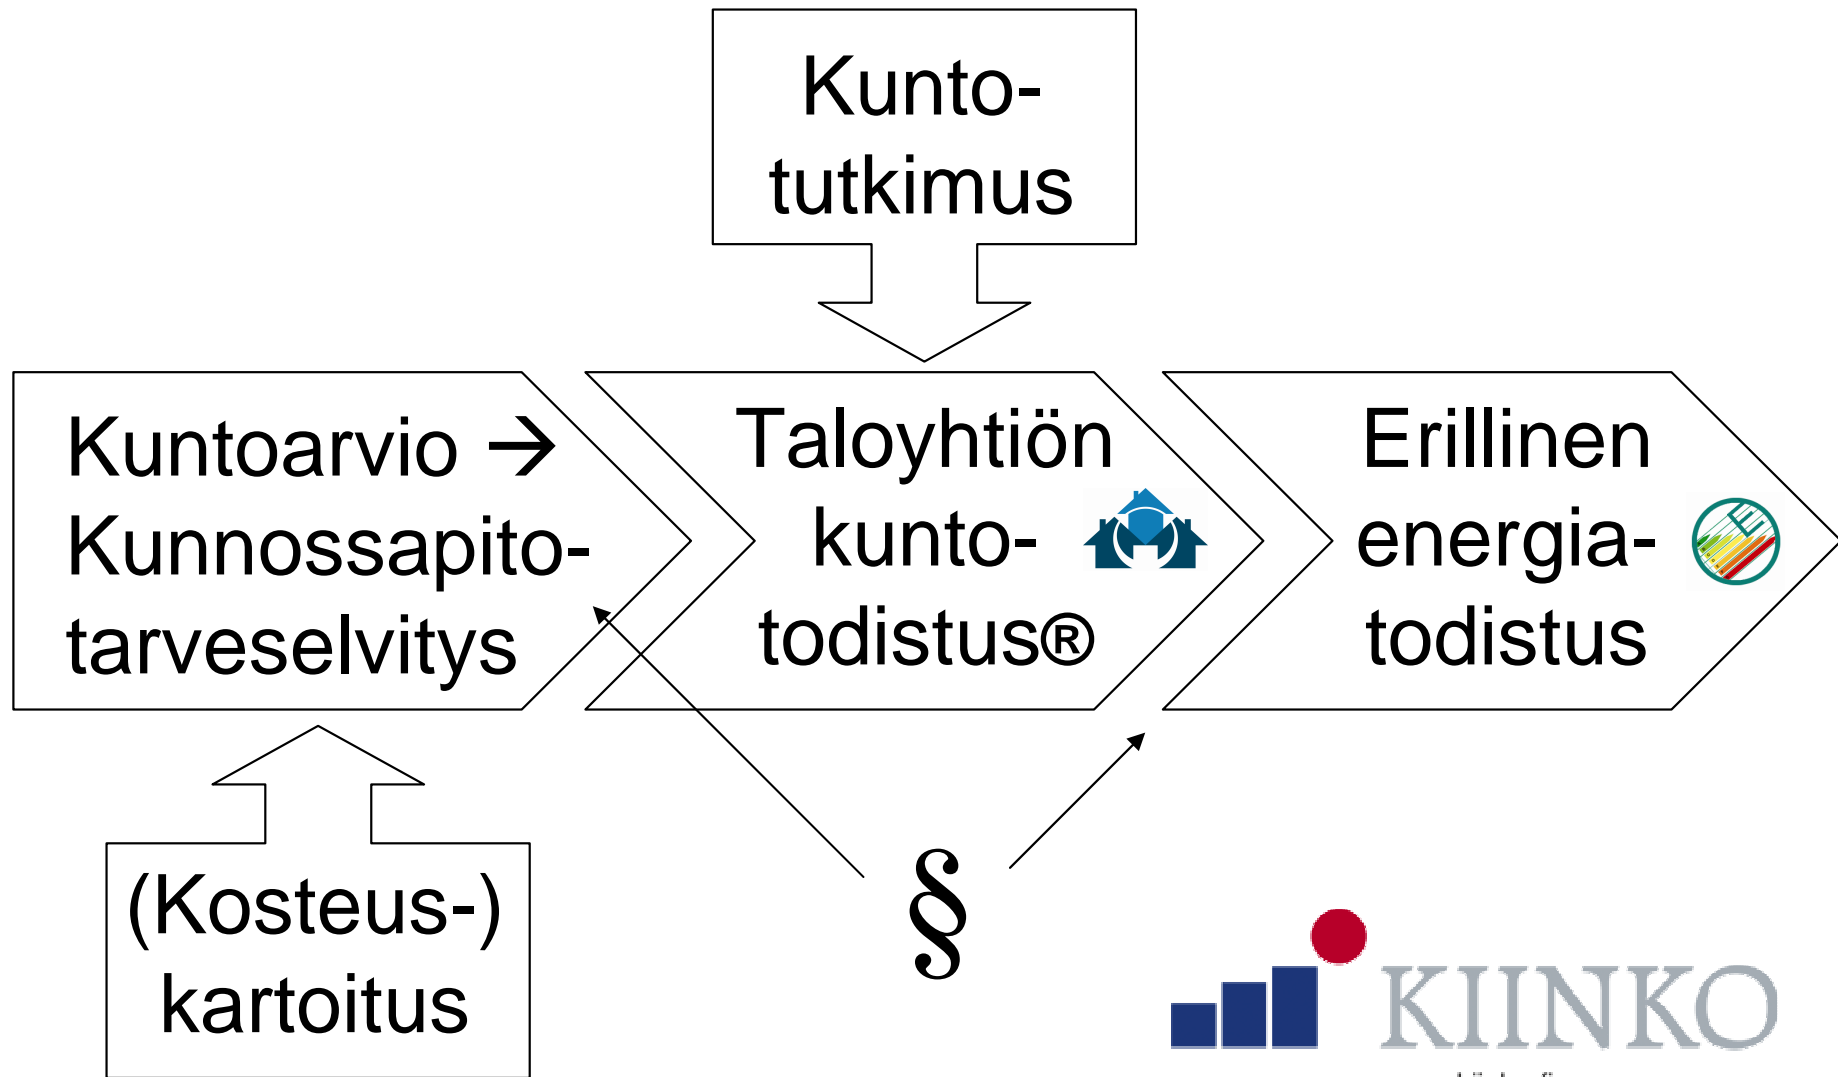 Kunto-
tutkimus
Kuntoarvio →
Kunnossapito-
tarveselvitys
Taloyhtiön
kunto-
todistus®
Erillinen
energia-
todistus
E
(Kosteus-)
kartoitus
§
KIINKO